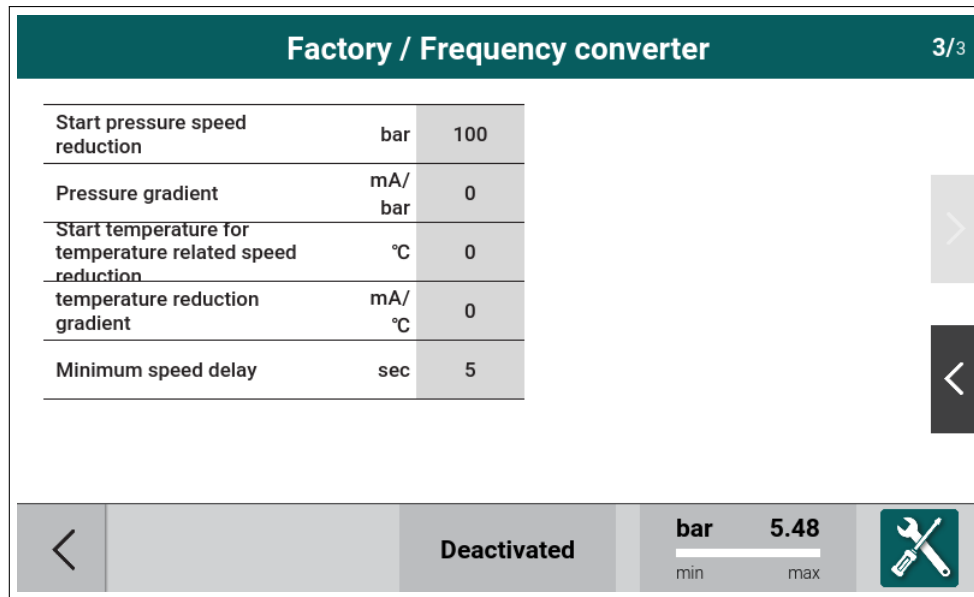 Factory / Frequency converter
3/3
Start pressure speed
reduction
bar
100
Pressure gradient
mA/
bar
0
Start temperature for
temperature related speed
reduction
°C
0
temperature reduction
gradient
mA/
°C
0
Minimum speed delay
sec
5
Deactivated
bar 5.48
min max